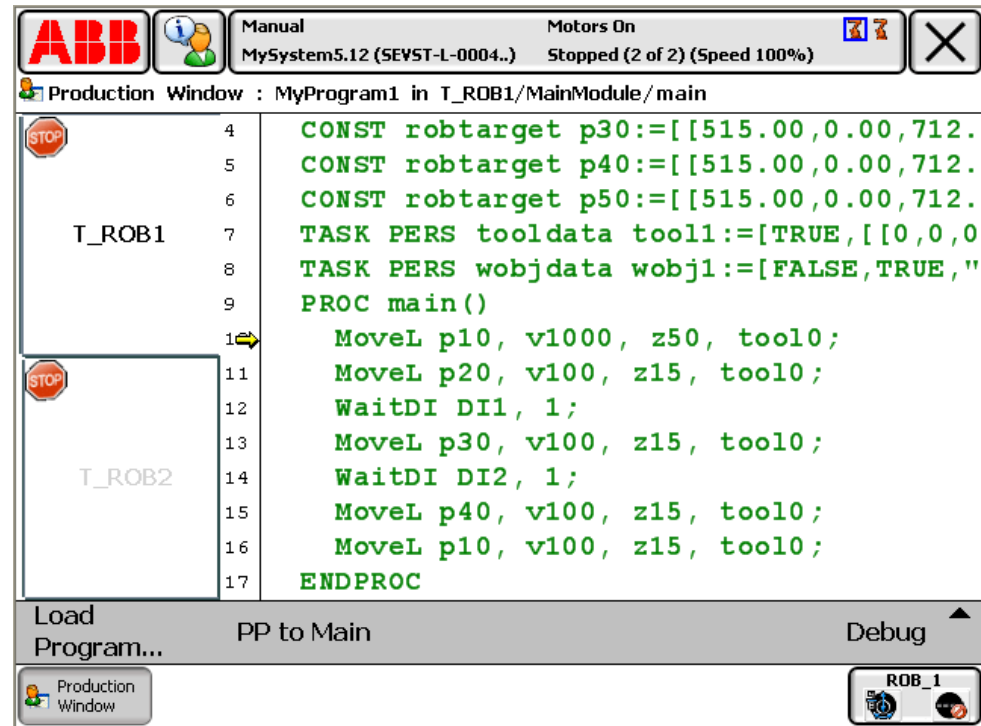 ABB
Manual
Motors On
MySystem5.12 (SEVST-L-0004..)
Stopped (2 of 2) (Speed 100%)
Production Window : MyProgram1 in T_ROB1/MainModule/main
STOP
T_ROB1
STOP
T_ROB2
4 CONST robtarget p30:=[[515.00,0.00,712.
5 CONST robtarget p40:=[[515.00,0.00,712.
6 CONST robtarget p50:=[[515.00,0.00,712.
7 TASK PERS tooldata tool1:=[TRUE,[[0,0,0
8 TASK PERS wobjdata wobj1:=[FALSE,TRUE,"
9 PROC main()
1 MoveL p10, v1000, z50, tool0;
11 MoveL p20, v100, z15, tool0;
12 WaitDI DI1, 1;
13 MoveL p30, v100, z15, tool0;
14 WaitDI DI2, 1;
15 MoveL p40, v100, z15, tool0;
16 MoveL p10, v100, z15, tool0;
17 ENDPROC
Load
Program...
PP to Main
Debug
Production
Window
ROB_1